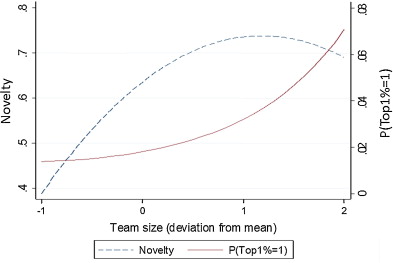 .8
.7
.6
.5
.4
Novelty
.08
.06
.04
.02
0
P(Top1%=1)
-1 0 1 2
Team size (deviation from mean)
Novelty P(Top1%=1)